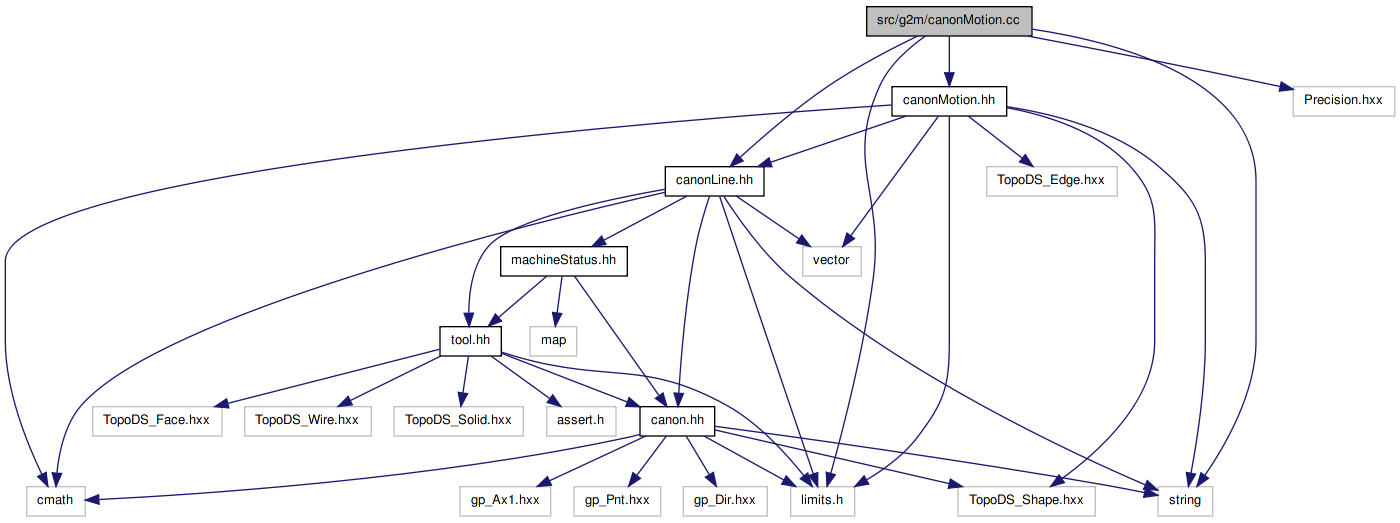 src/g2m/canonMotion.cc
canonMotion.hh
Precision.hxx
canonLine.hh
TopoDS_Edge.hxx
machineStatus.hh
vector
tool.hh
map
TopoDS_Face.hxx
TopoDS_Wire.hxx
TopoDS_Solid.hxx
assert.h
canon.hh
cmath
gp_Ax1.hxx
gp_Pnt.hxx
gp_Dir.hxx
limits.h
TopoDS_Shape.hxx
string